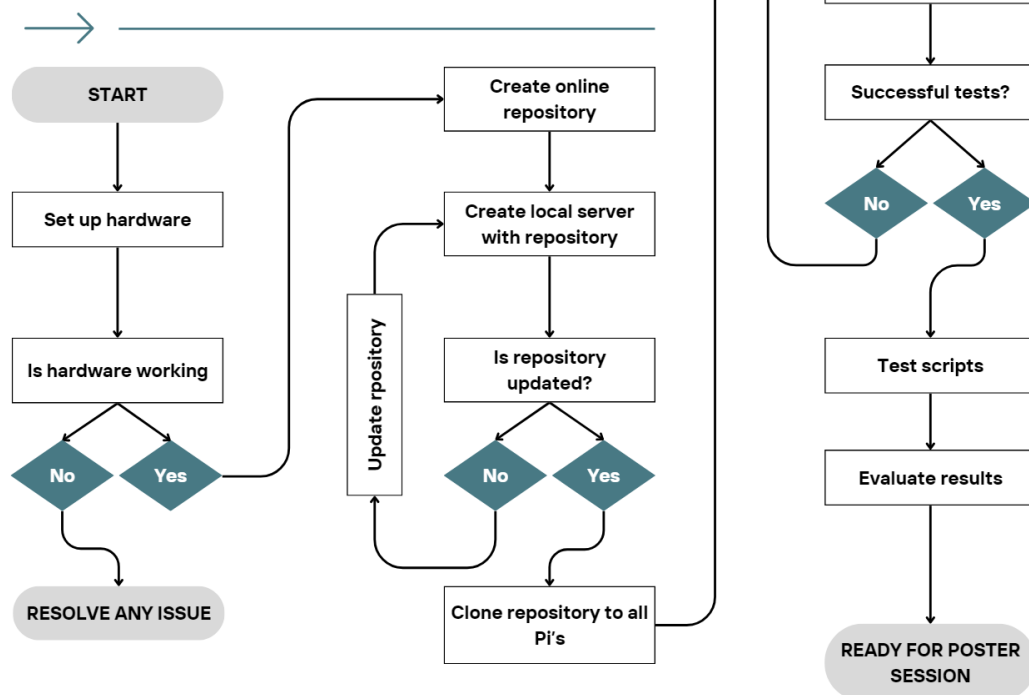 START
Set up hardware
Is hardware working
No
Yes
RESOLVE ANY ISSUE
Create online
repository
Create local server
with repository
Update rpository
Is repository
updated?
No
Yes
Clone repository to all
Pi's
Successful tests?
No
Yes
Test scripts
Evaluate results
READY FOR POSTER
SESSION